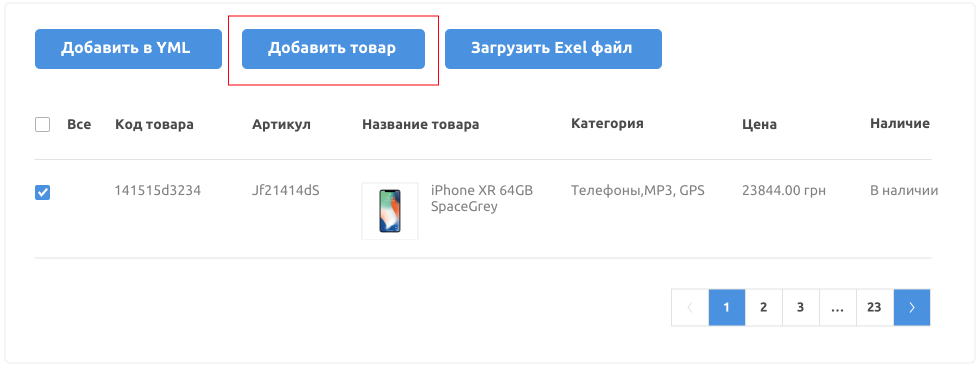 Добавить в YML Добавить товар Загрузить Exel файл
Все Код товара Артикул Название товара Категория Цена Наличие
141515d3234 Jf21414dS iPhone XR 64GB Телефоны,MP3, GPS 23844.00 грн В наличии
SpaceGrey
1 2 3 ... 23